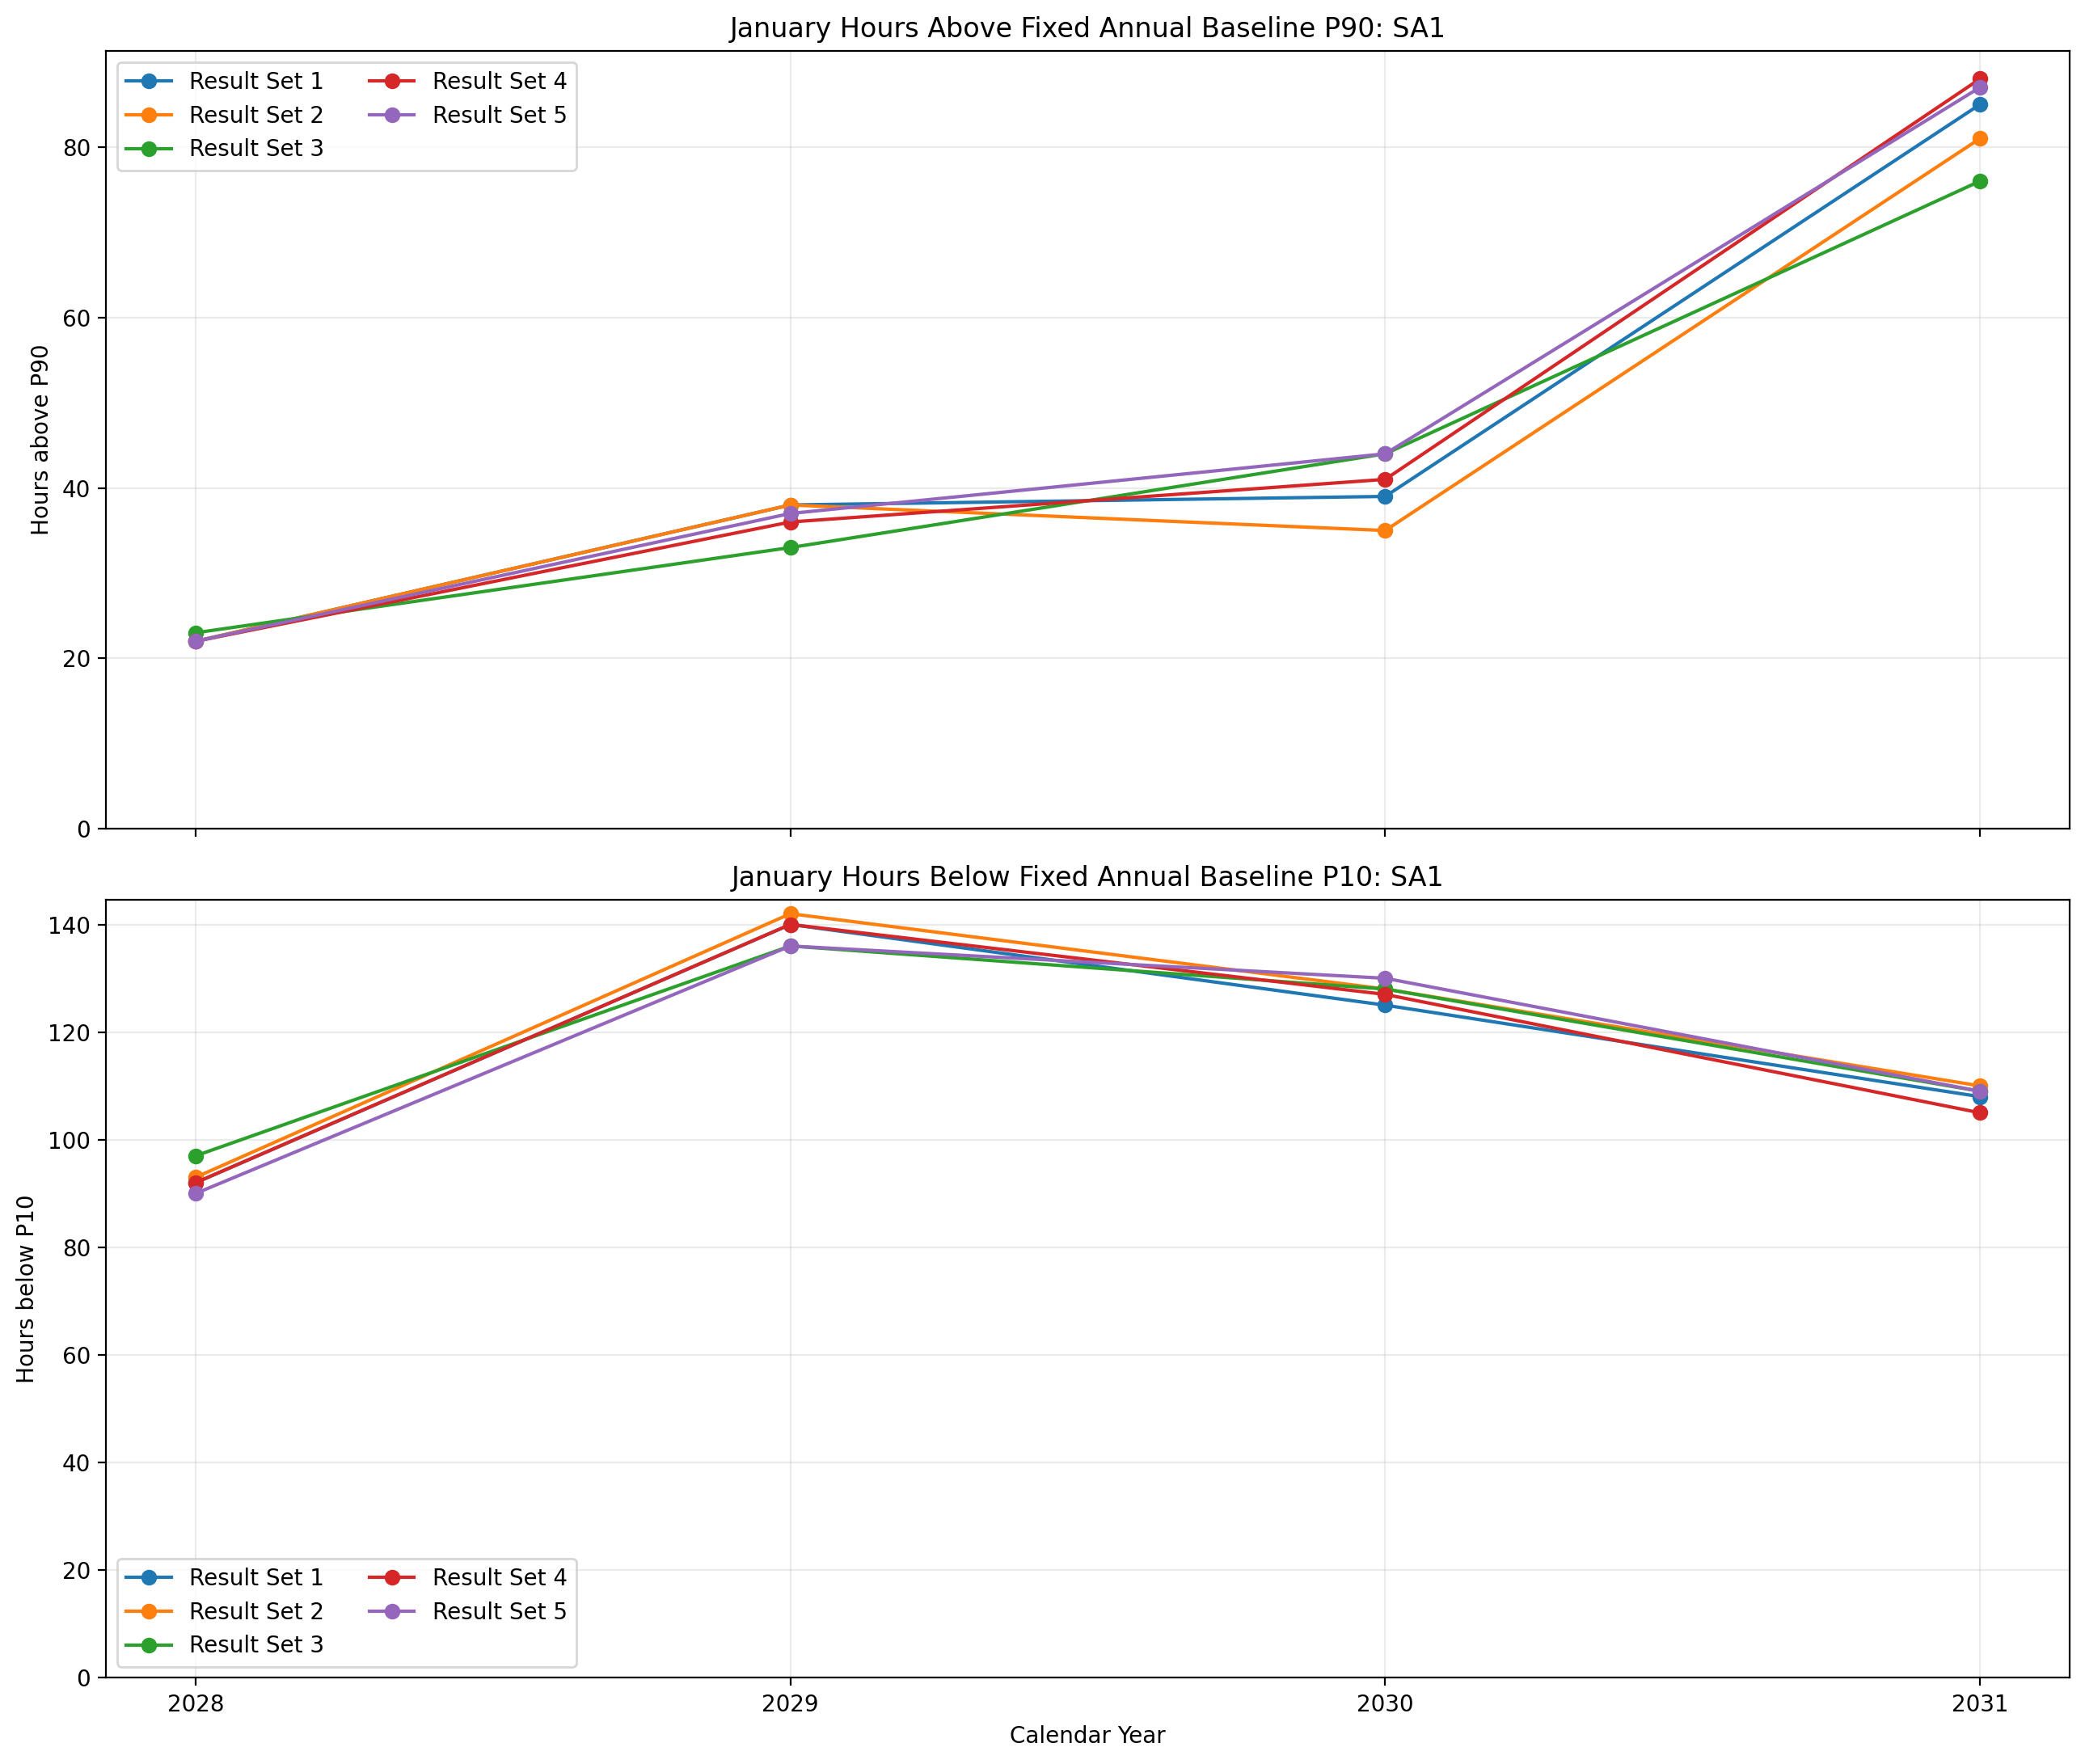 January Hours Above Fixed Annual Baseline P90: SA1
Result Set 1
Result Set 2
Result Set 3
Result Set 4
Result Set 5
Hours above P90
80
60
40
20
0
January Hours Below Fixed Annual Baseline P10: SA1
Hours below P10
140
120
100
80
60
40
20
0
Result Set 1
Result Set 2
Result Set 3
Result Set 4
Result Set 5
2028
2029
2030
2031
Calendar Year